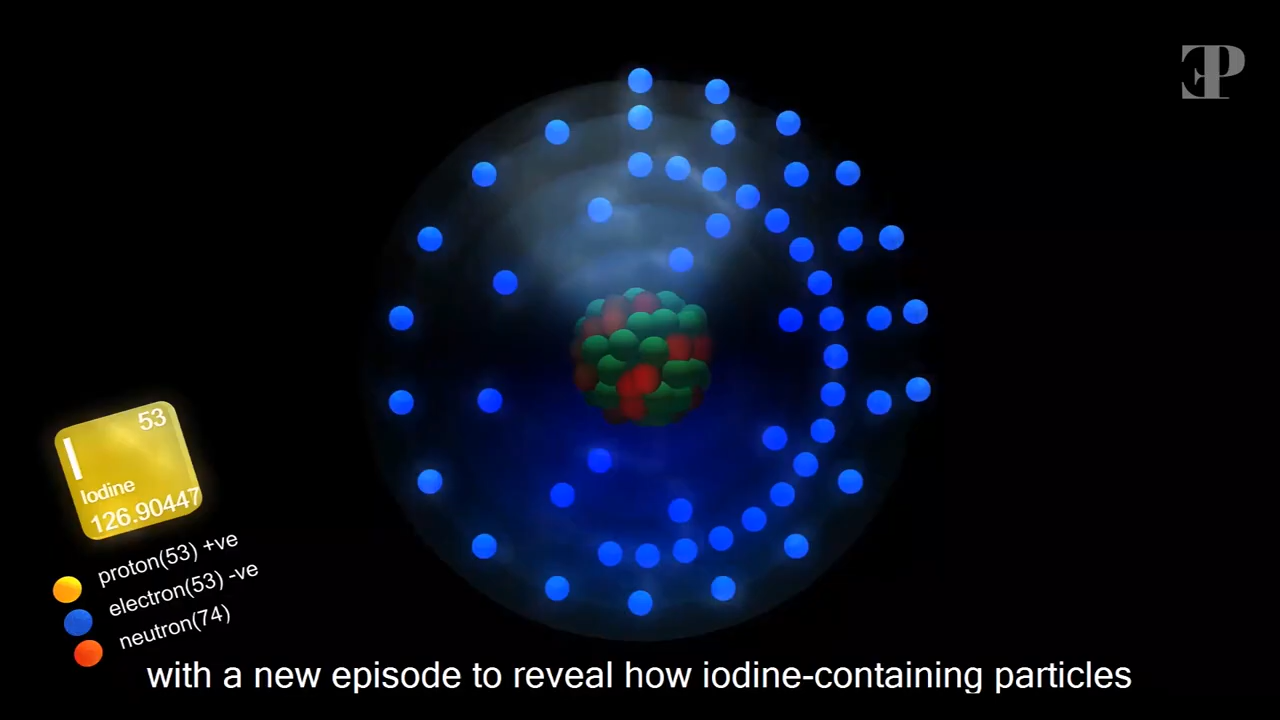 53
I
Iodine
126.90447
proton(53) +ve
electron(53) -ve
neutron(74)
with a new episode to reveal how iodine-containing particles